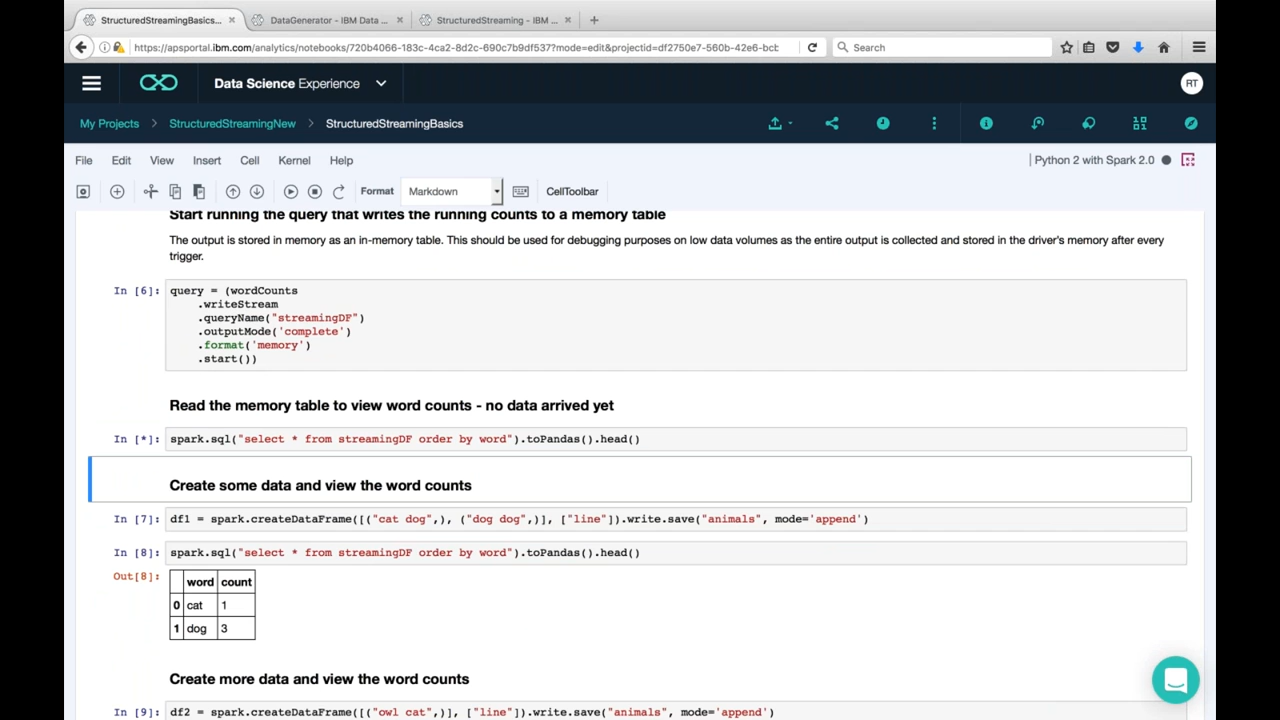 StructuredStreamingBasics...
DataGenerator - IBM Data ...
StructuredStreaming - IBM ...
https://apsportal.ibm.com/analytics/notebooks/720b4066-183c-4ca2-8d2c-690c7b9df537?mode=edit&projectid=df2750e7-560b-42e6-bcb
Search
Data Science Experience
RT
My Projects > StructuredStreamingNew > StructuredStreamingBasics
File Edit View Insert Cell Kernel Help
Python 2 with Spark 2.0
Format Markdown CellToolbar
Start running the query that writes the running counts to a memory table
The output is stored in memory as an in-memory table. This should be used for debugging purposes on low data volumes as the entire output is collected and stored in the driver's memory after every
trigger.
In [6]: query = (wordCounts
.writeStream
.queryName("streamingDF")
.outputMode('complete')
.format('memory')
.start())
Read the memory table to view word counts - no data arrived yet
In [*]: spark.sql("select * from streamingDF order by word").toPandas().head()
Create some data and view the word counts
In [7]: df1 = spark.createDataFrame([("cat dog",), ("dog dog",)], ["line"]).write.save("animals", mode='append')
In [8]: spark.sql("select * from streamingDF order by word").toPandas().head()
Out[8]:
word count
0 cat 1
1 dog 3
Create more data and view the word counts
In [9]: df2 = spark.createDataFrame([("owl cat",)], ["line"]).write.save("animals", mode='append')